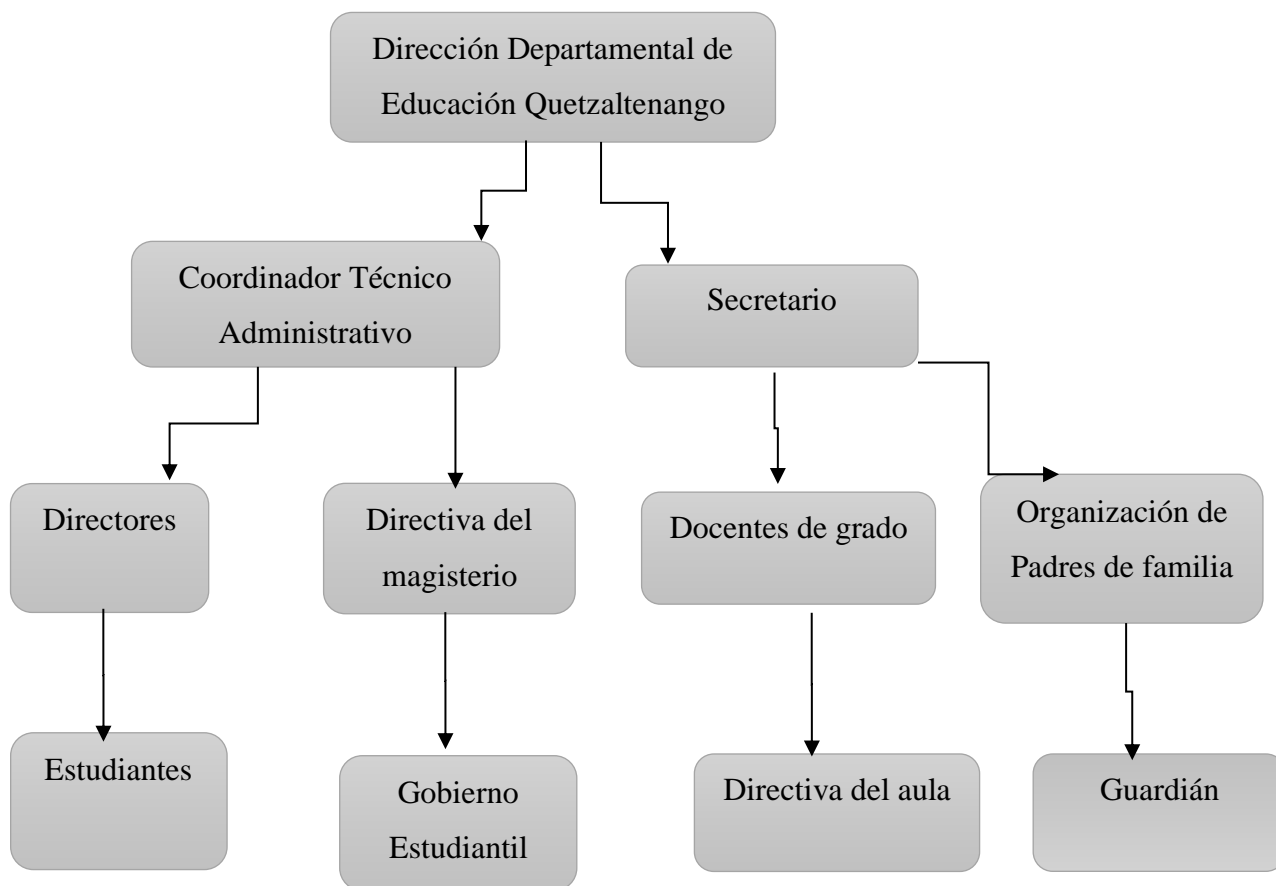 Dirección Departamental de
Educación Quetzaltenango
Coordinador Técnico
Administrativo
Secretario
Directores
Directiva del
magisterio
Docentes de grado
Organización de
Padres de familia
Estudiantes
Gobierno
Estudiantil
Directiva del aula
Guardián